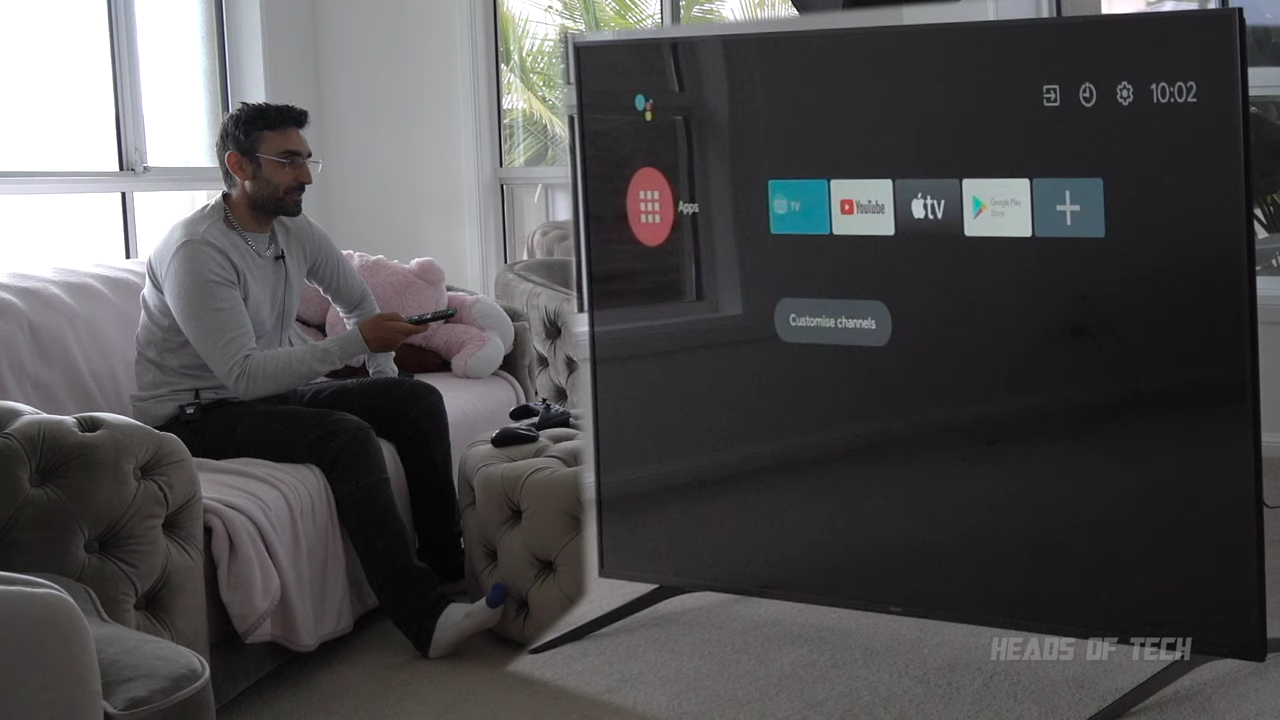 10:02
Apps
TV
YouTube
tv
Google Play
Store
Customise channels
HEADS OF TECH